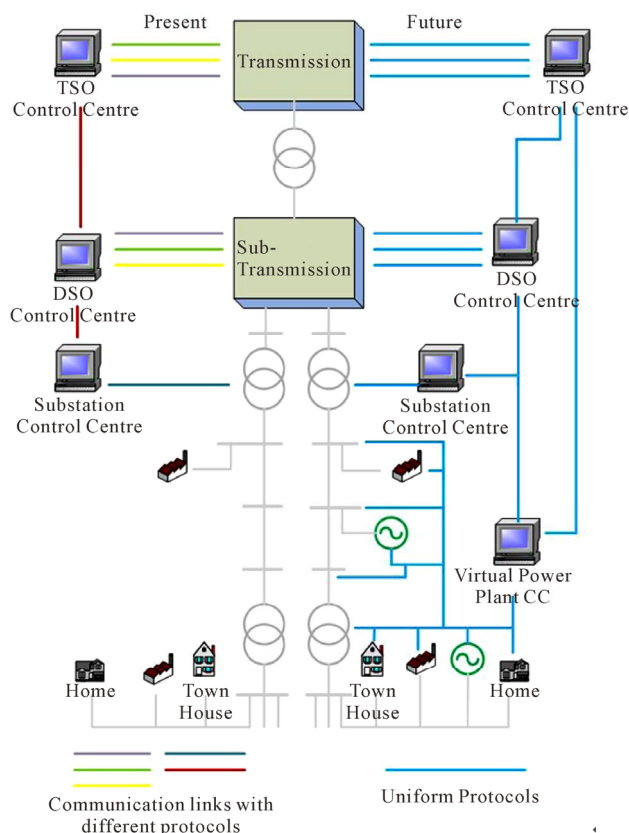 Present
Future
Transmission
TSO
Control Centre
TSO
Control Centre
Sub-
Transmission
DSO
Control Centre
DSO
Control Centre
Substation
Control Centre
Substation
Control Centre
Virtual Power
Plant CC
Home
Town
House
Town
House
Home
Communication links with
different protocols
Uniform Protocols